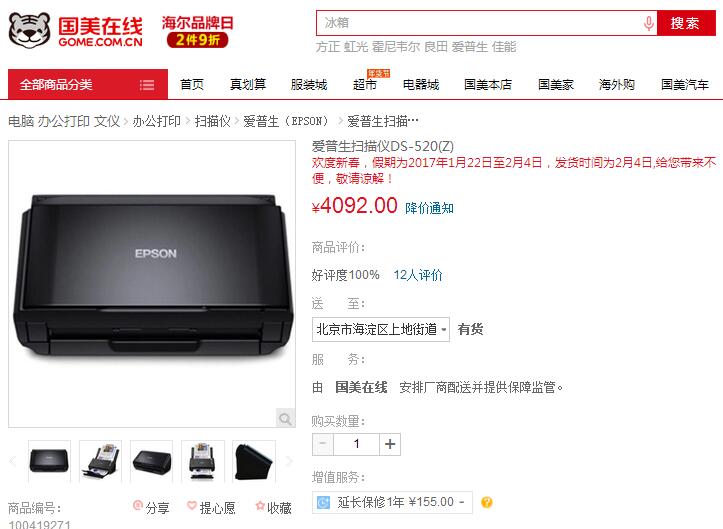 国美在线
GOME.COM.CN
海尔品牌日
2件9折
冰箱
搜索
方正 虹光 霍尼韦尔 良田 爱普生 佳能
全部商品分类
首页 真划算 服装城 超市 年货节 电器城 国美本店 国美家 海外购 国美汽车
电脑 办公打印 文仪 > 办公打印 > 扫描仪 > 爱普生（EPSON） > 爱普生扫描…
EPSON
爱普生扫描仪DS-520(Z)
欢度新春，假期为2017年1月22日至2月4日，发货时间为2月4日,给您带来不
便，敬请谅解！
¥4092.00 降价通知
商品评价：
好评度100% 12人评价
送 至：
北京市海淀区上地街道 有货
服 务：
由 国美在线 安排厂商配送并提供保障监管。
购买数量：
－ 1 +
增值服务：
延长保修1年 ¥155.00 ?
商品编号：
100419271
分享 提心愿 收藏